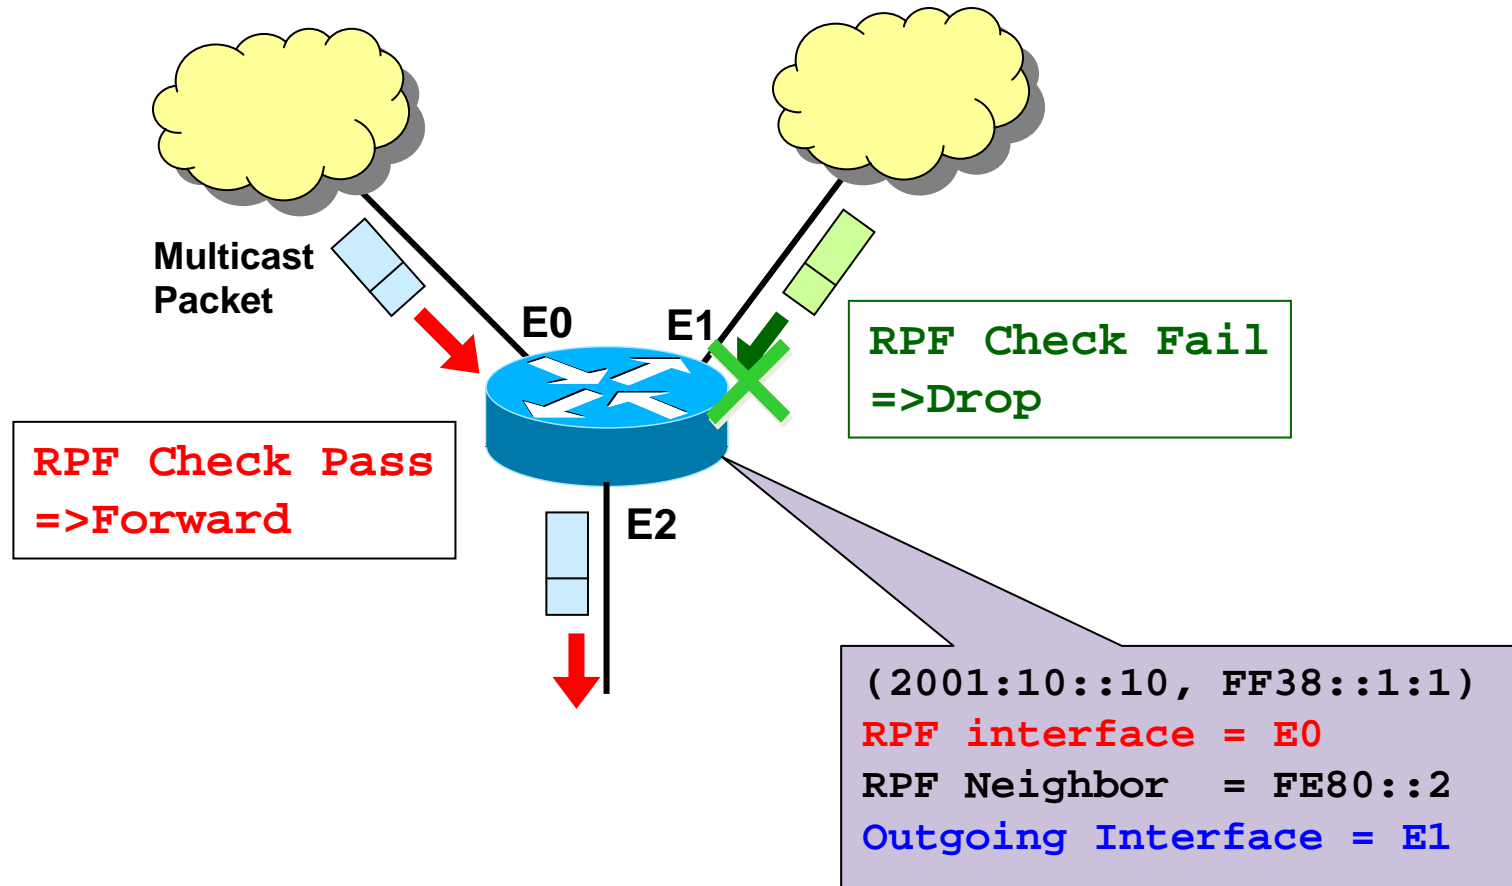 Multicast
Packet
E0
E1
RPF Check Fail
=>Drop
RPF Check Pass
=>Forward
E2
(2001:10::10, FF38::1:1)
RPF interface = E0
RPF Neighbor  = FE80::2
Outgoing Interface = E1